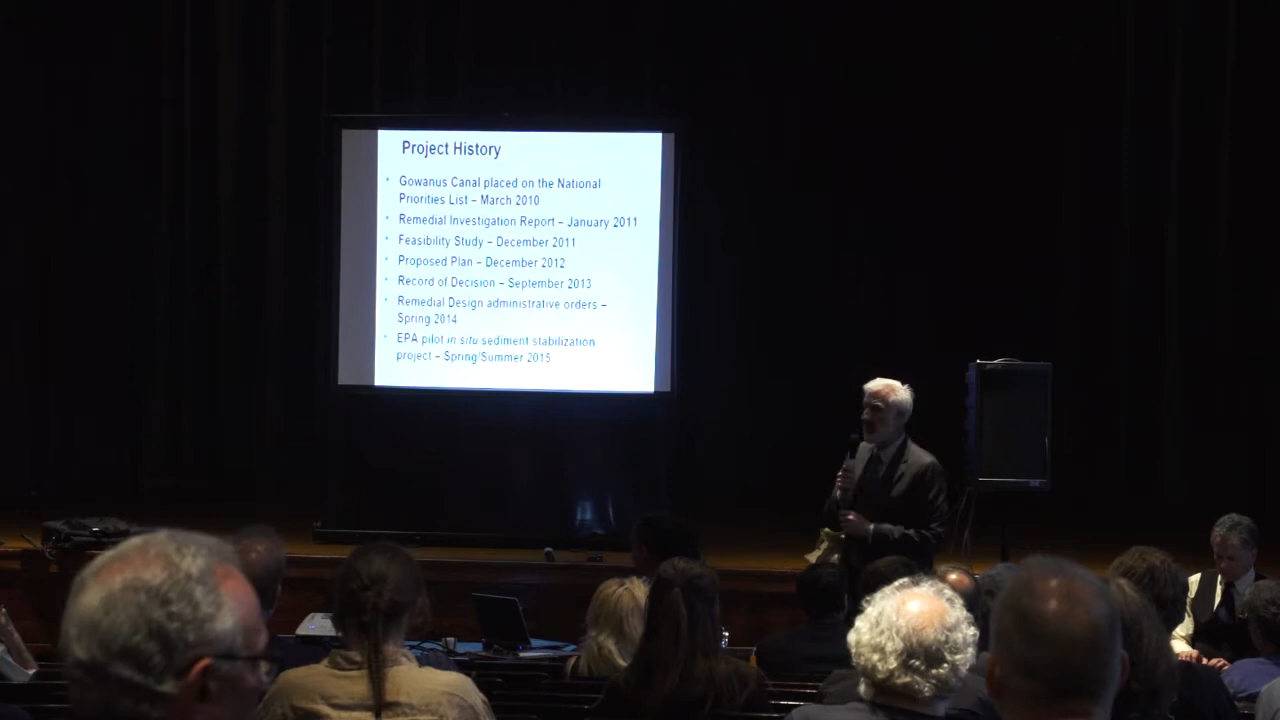 Project History
• Gowanus Canal placed on the National
Priorities List – March 2010
• Remedial Investigation Report – January 2011
• Feasibility Study – December 2011
• Proposed Plan – December 2012
• Record of Decision – September 2013
• Remedial Design administrative orders –
Spring 2014
• EPA pilot in situ sediment stabilization
project – Spring/Summer 2015